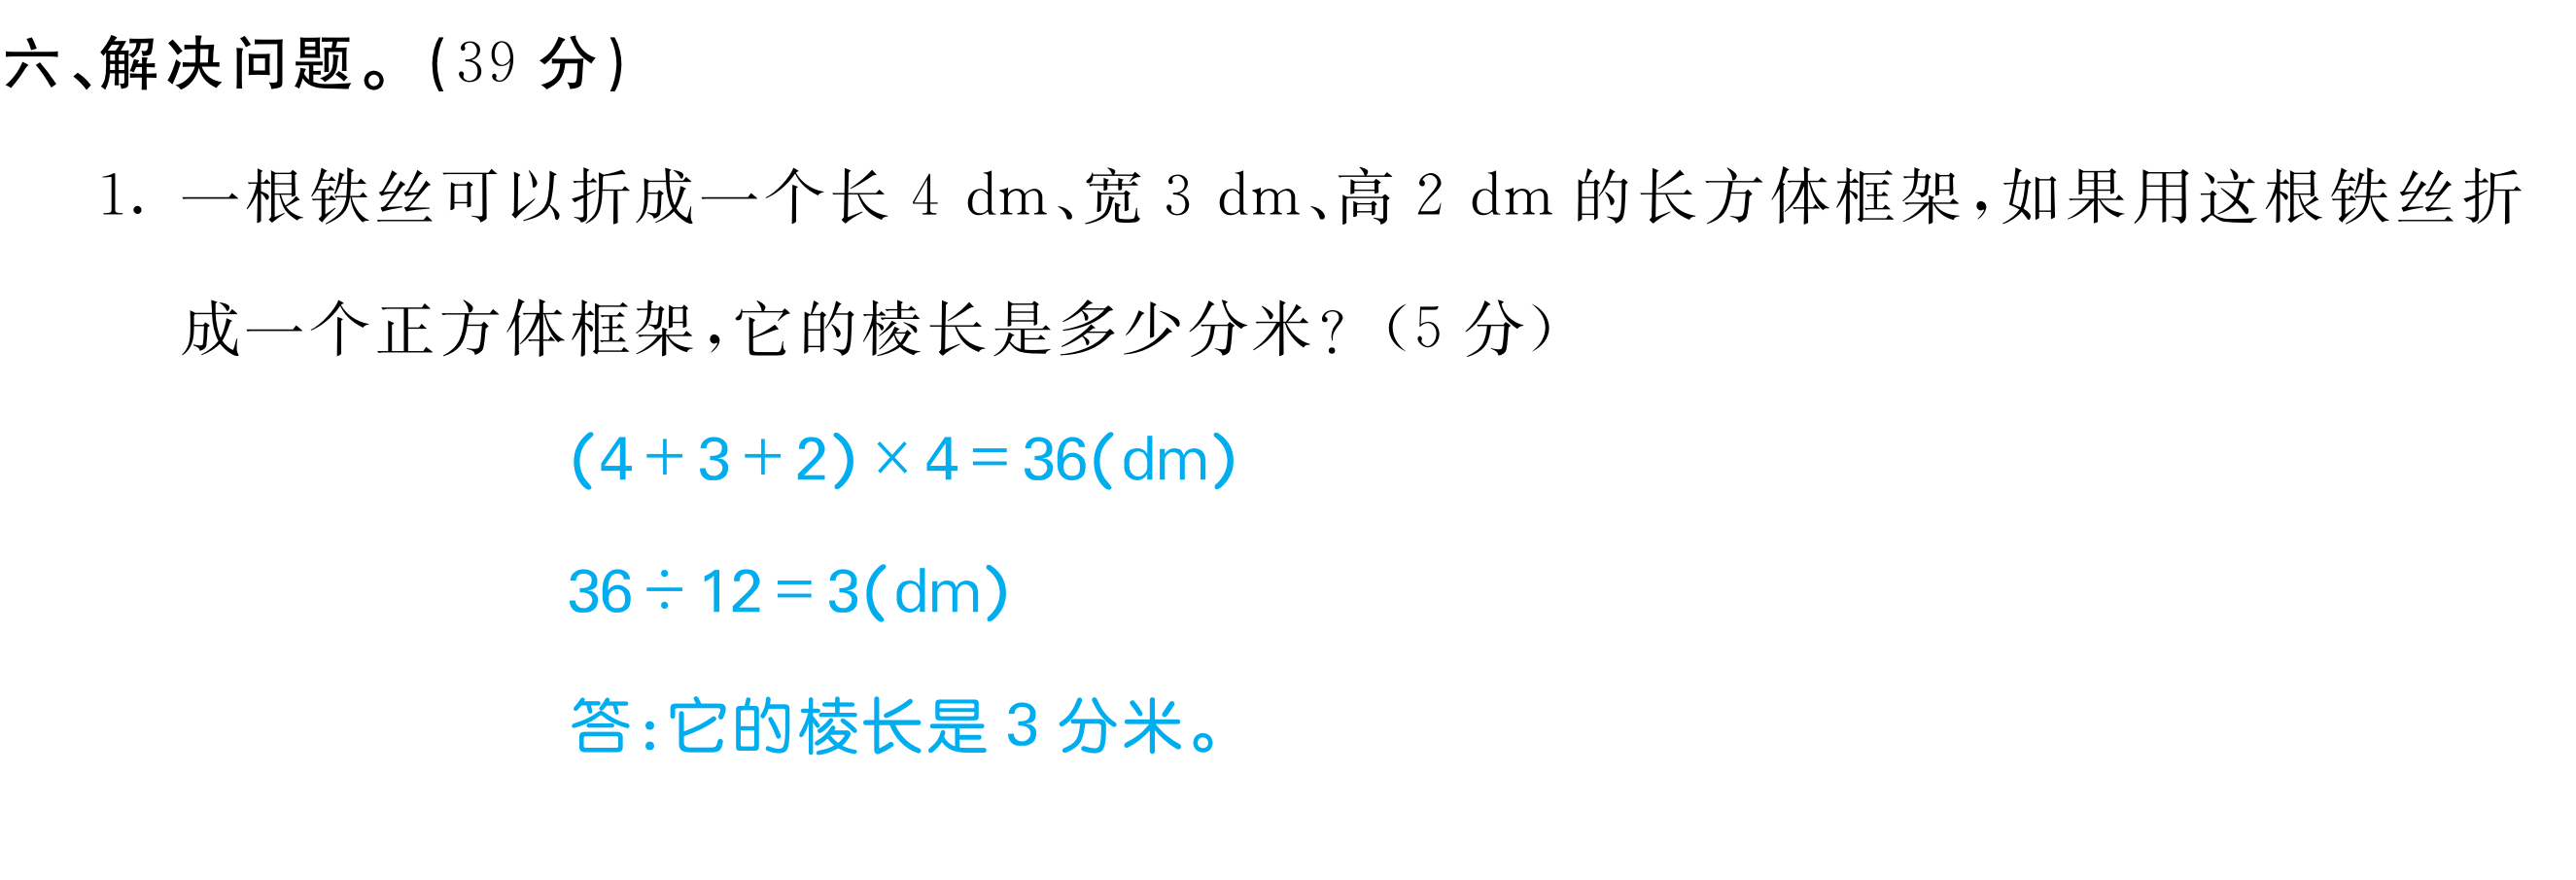 六、解决问题。(39 分)
1. 一根铁丝可以折成一个长 4 dm、宽 3 dm、高 2 dm 的长方体框架,如果用这根铁丝折
成一个正方体框架,它的棱长是多少分米?(5 分)
(4+3+2)×4=36(dm)
36÷12=3(dm)
答:它的棱长是 3 分米。